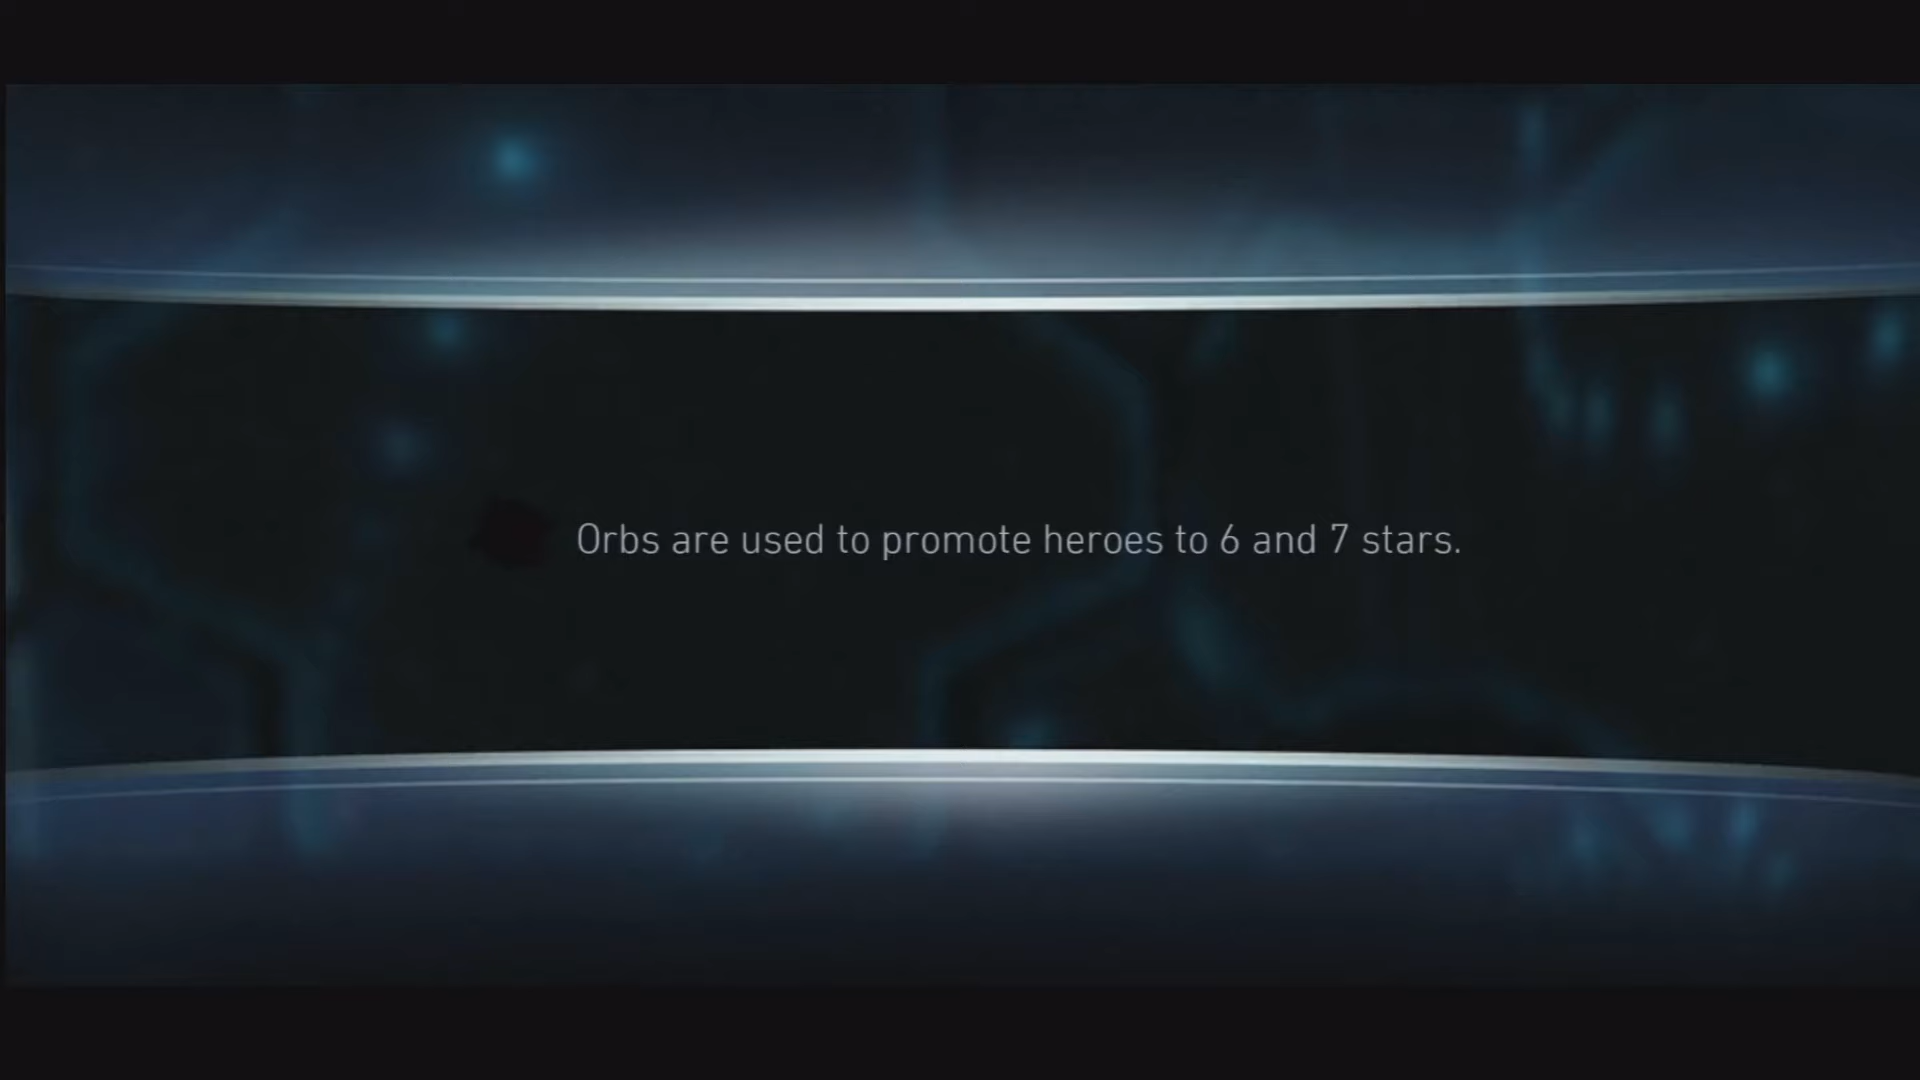 Orbs are used to promote heroes to 6 and 7 stars.